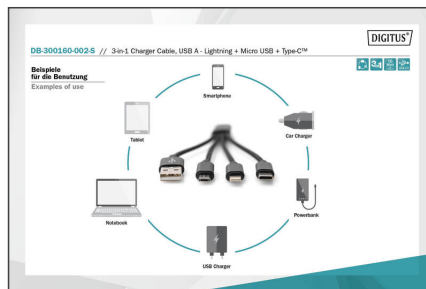 DIGITUS®
DB-300160-002-S // 3-in-1 Charger Cable, USB A - Lightning + Micro USB + Type-C™
Beispiele
für die Benutzung
Examples of use
3in1
Smartphone
Tablet
Car Charger
Notebook
Powerbank
USB Charger